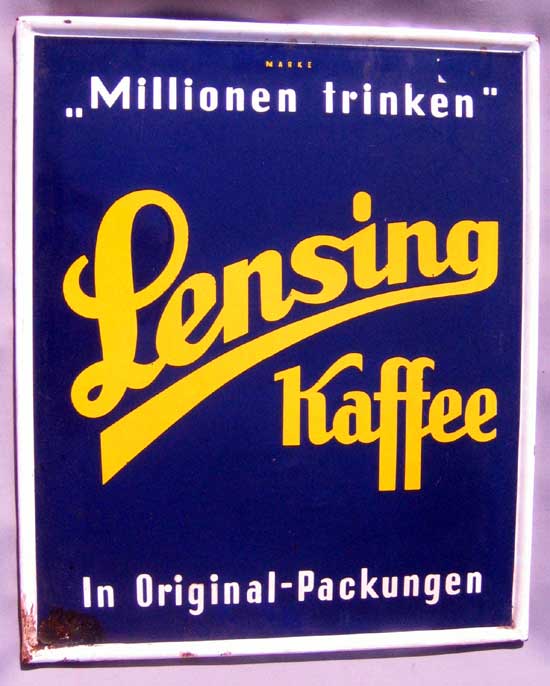 MARKE
„Millionen trinken"
Lensing
Kaffee
In Original-Packungen